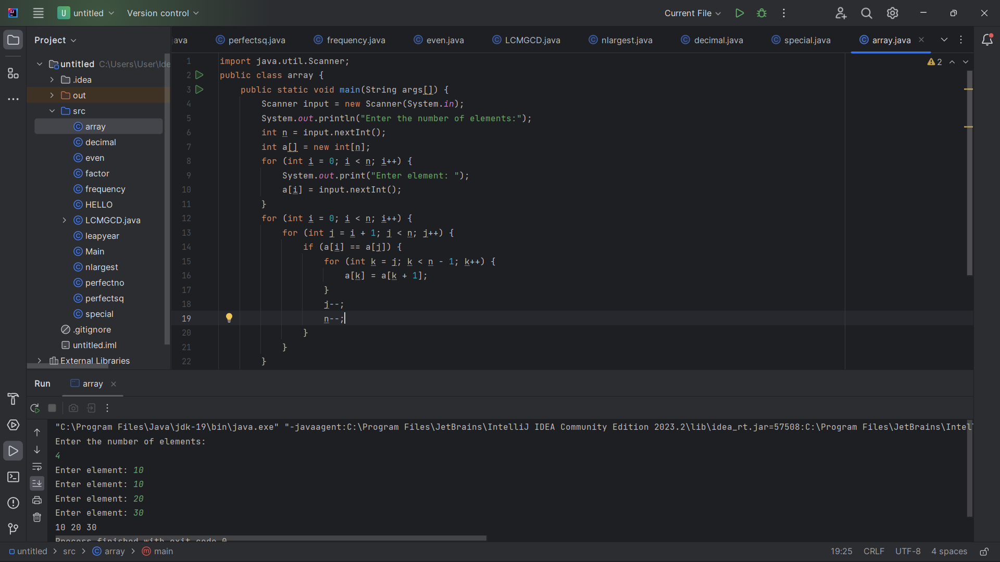 U untitled Version control Current File
Project
ava perfectsq.java frequency.java even.java LCMGCD.java nlargest.java decimal.java special.java array.java
untitled C:\Users\User\Ide
.idea
out
src
array
decimal
even
factor
frequency
HELLO
LCMGCD.java
leapyear
Main
nlargest
perfectno
perfectsq
special
.gitignore
untitled.iml
External Libraries
2
1 import java.util.Scanner;
2 public class array {
3 public static void main(String args[]) {
4 Scanner input = new Scanner(System.in);
5 System.out.println("Enter the number of elements:");
6 int n = input.nextInt();
7 int a[] = new int[n];
8 for (int i = 0; i < n; i++) {
9 System.out.print("Enter element: ");
10 a[i] = input.nextInt();
11 }
12 for (int i = 0; i < n; i++) {
13 for (int j = i + 1; j < n; j++) {
14 if (a[i] == a[j]) {
15 for (int k = j; k < n - 1; k++) {
16 a[k] = a[k + 1];
17 }
18 j--;
19 n--;
20 }
21 }
22 }
Run array
"C:\Program Files\Java\jdk-19\bin\java.exe" "-javaagent:C:\Program Files\JetBrains\IntelliJ IDEA Community Edition 2023.2\lib\idea_rt.jar=57508:C:\Program Files\JetBrains\Intel
Enter the number of elements:
4
Enter element: 10
Enter element: 10
Enter element: 20
Enter element: 30
10 20 30
Process finished with exit code 0
untitled > src > array > main 19:25 CRLF UTF-8 4 spaces